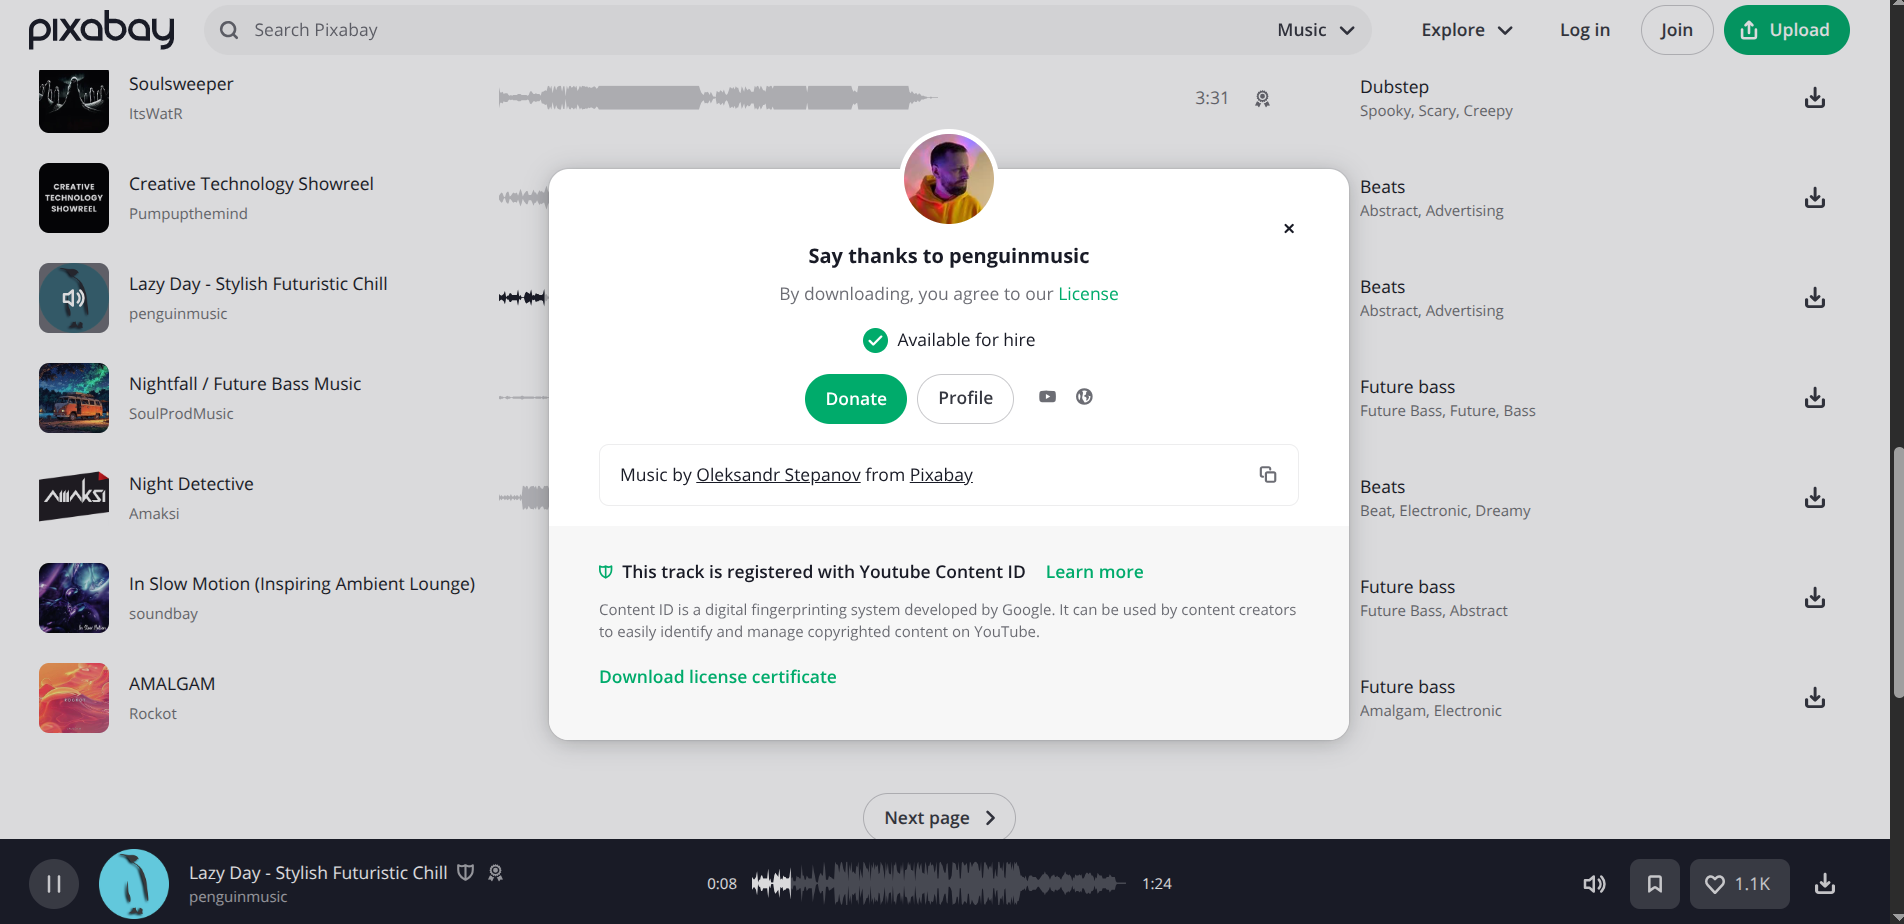 pixabay
Search Pixabay
Music
Explore
Log in
Join
Upload
Soulsweeper
ItsWatR
3:31
Dubstep
Spooky, Scary, Creepy
CREATIVE
TECHNOLOGY
SHOWREEL
Creative Technology Showreel
Pumpupthemind
Beats
Abstract, Advertising
Lazy Day - Stylish Futuristic Chill
penguinmusic
Beats
Abstract, Advertising
Nightfall / Future Bass Music
SoulProdMusic
Future bass
Future Bass, Future, Bass
AMAKSI
Night Detective
Amaksi
Beats
Beat, Electronic, Dreamy
In Slow Motion
In Slow Motion (Inspiring Ambient Lounge)
soundbay
Future bass
Future Bass, Abstract
ROCKOT
AMALGAM
Rockot
Future bass
Amalgam, Electronic
Say thanks to penguinmusic
By downloading, you agree to our License
Available for hire
Donate
Profile
Music by Oleksandr Stepanov from Pixabay
This track is registered with Youtube Content ID
Learn more
Content ID is a digital fingerprinting system developed by Google. It can be used by content creators
to easily identify and manage copyrighted content on YouTube.
Download license certificate
Next page
Lazy Day - Stylish Futuristic Chill
penguinmusic
0:08
1:24
1.1K